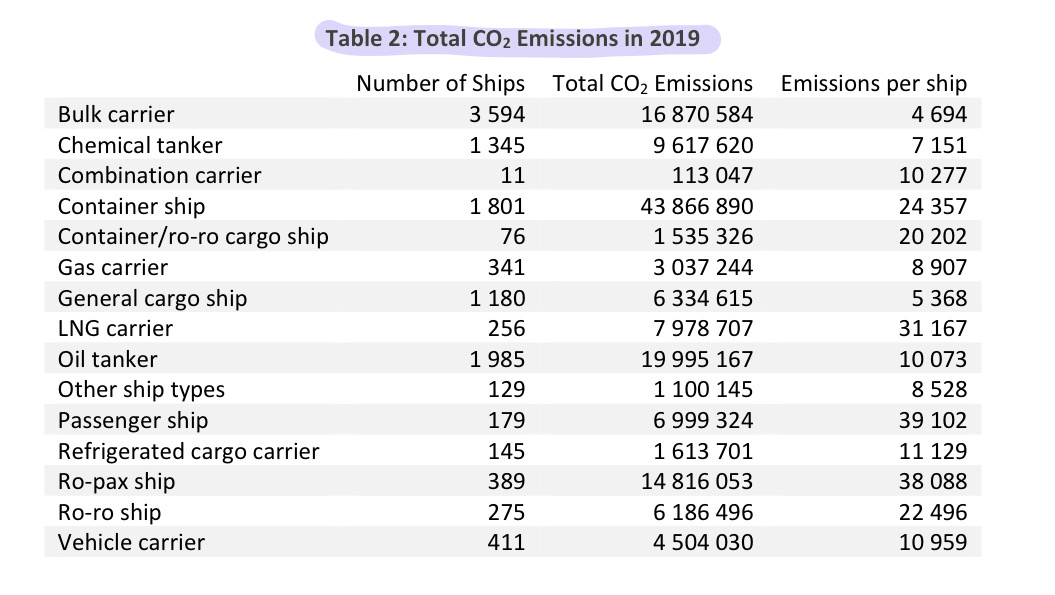 Table 2: Total CO₂ Emissions in 2019
Number of Ships Total CO₂ Emissions Emissions per ship
Bulk carrier 3 594 16 870 584 4 694
Chemical tanker 1 345 9 617 620 7 151
Combination carrier 11 113 047 10 277
Container ship 1 801 43 866 890 24 357
Container/ro-ro cargo ship 76 1 535 326 20 202
Gas carrier 341 3 037 244 8 907
General cargo ship 1 180 6 334 615 5 368
LNG carrier 256 7 978 707 31 167
Oil tanker 1 985 19 995 167 10 073
Other ship types 129 1 100 145 8 528
Passenger ship 179 6 999 324 39 102
Refrigerated cargo carrier 145 1 613 701 11 129
Ro-pax ship 389 14 816 053 38 088
Ro-ro ship 275 6 186 496 22 496
Vehicle carrier 411 4 504 030 10 959